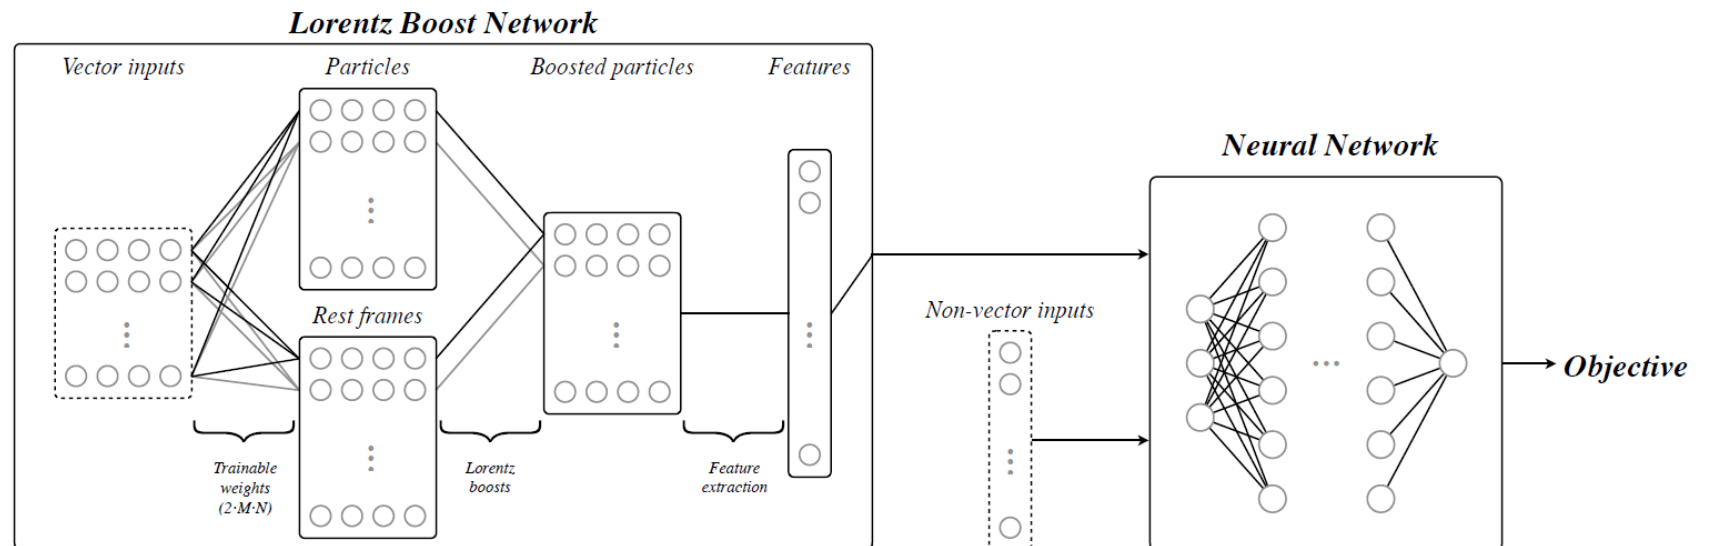 Lorentz Boost Network
Vector inputs
Particles
Boosted particles
Features
Rest frames
Trainable
weights
(2·M·N)
Lorentz
boosts
Feature
extraction
Non-vector inputs
Neural Network
Objective